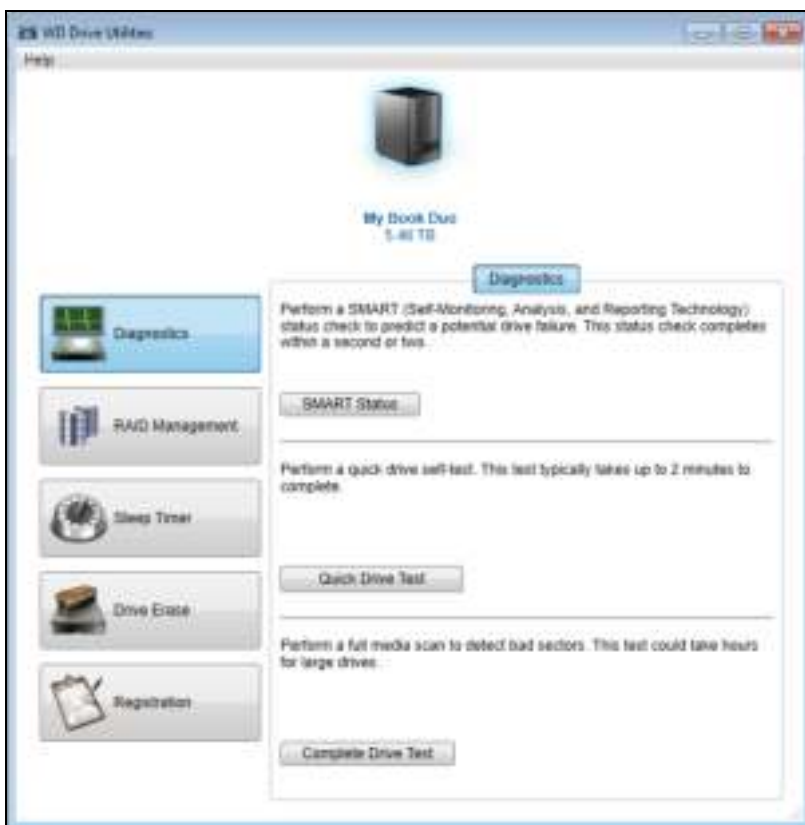 WD Drive Utilities
Help
My Book Duo
5.46 TB
Diagnostics
Diagnostics
RAID Management
Sleep Timer
Drive Erase
Registration
Perform a SMART (Self-Monitoring, Analysis, and Reporting Technology)
status check to predict a potential drive failure. This status check completes
within a second or two.
SMART Status
Perform a quick drive self-test. This test typically takes up to 2 minutes to
complete.
Quick Drive Test
Perform a full media scan to detect bad sectors. This test could take hours
for large drives.
Complete Drive Test